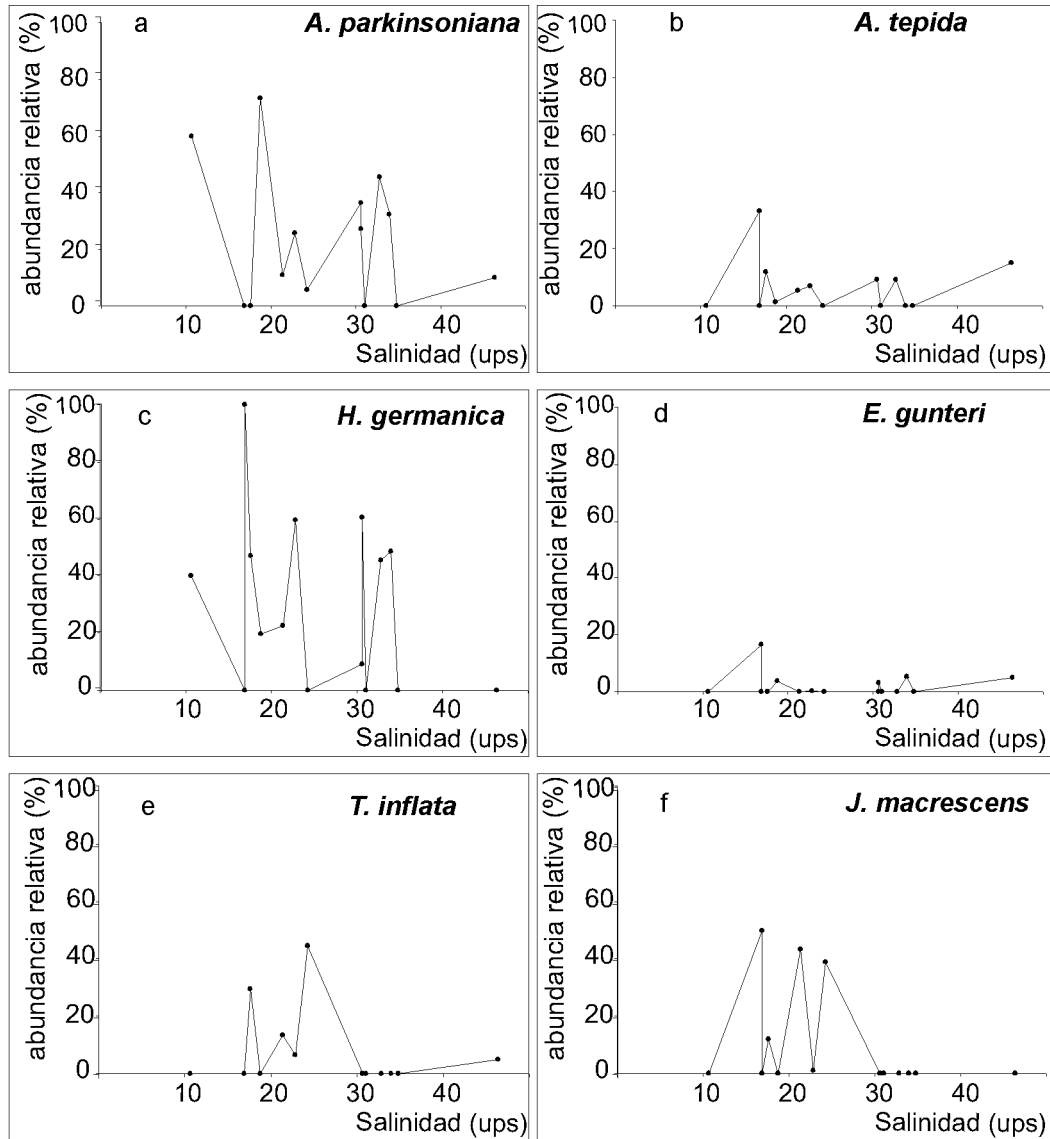 a
A. parkinsoniana
abundancia relativa (%)
100
80
60
40
20
0
10 20 30 40
Salinidad (ups)
b
A. tepida
abundancia relativa (%)
100
80
60
40
20
0
10 20 30 40
Salinidad (ups)
c
H. germanica
abundancia relativa (%)
100
80
60
40
20
0
10 20 30 40
Salinidad (ups)
d
E. gunteri
abundancia relativa (%)
100
80
60
40
20
0
10 20 30 40
Salinidad (ups)
e
T. inflata
abundancia relativa (%)
100
80
60
40
20
0
10 20 30 40
Salinidad (ups)
f
J. macrescens
abundancia relativa (%)
100
80
60
40
20
0
10 20 30 40
Salinidad (ups)